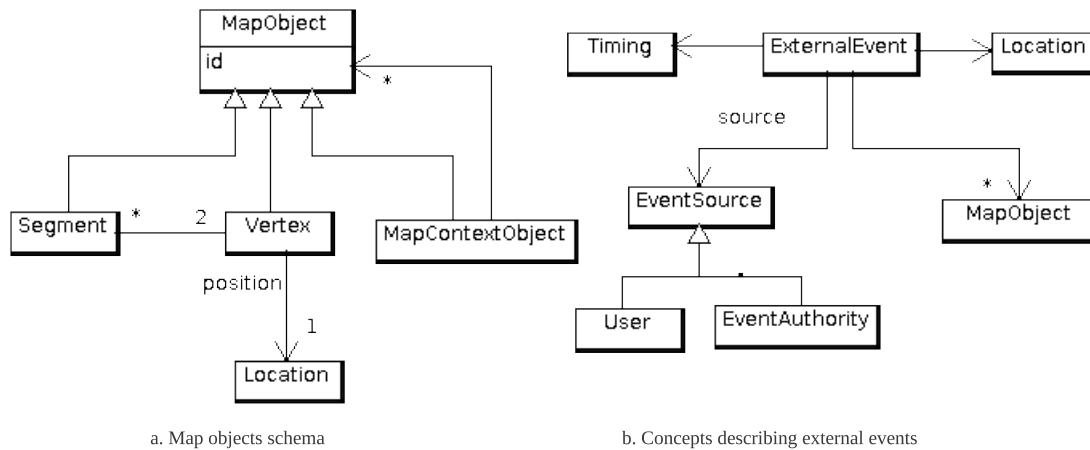 MapObject
id
*
Segment
*
2
Vertex
MapContextObject
position
1
Location
a. Map objects schema
Timing
ExternalEvent
Location
source
EventSource
*
MapObject
User
EventAuthority
b. Concepts describing external events